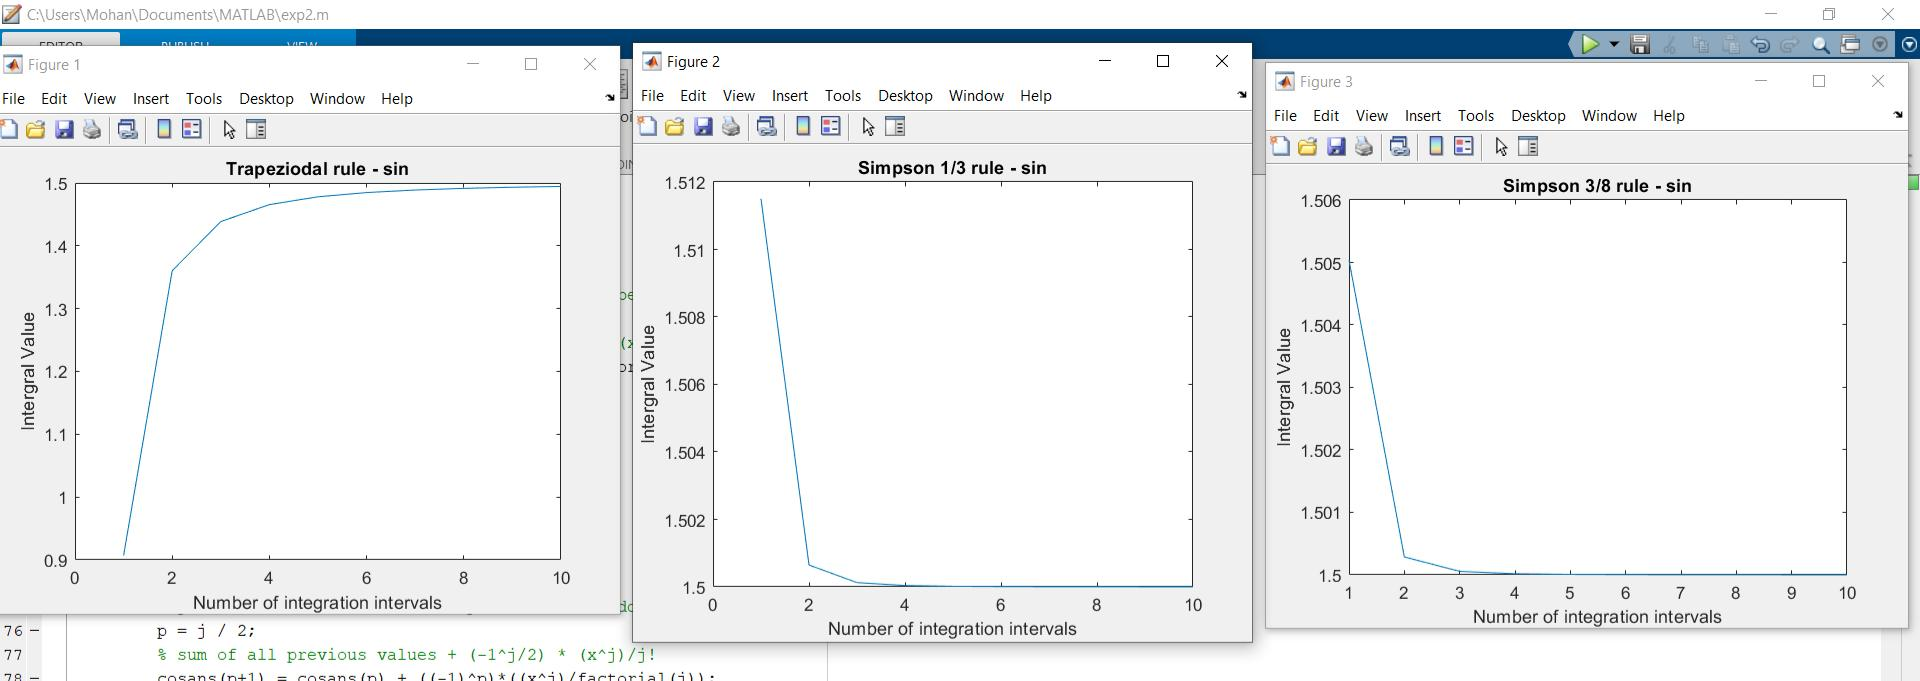 C:\Users\Mohan\Documents\MATLAB\exp2.m
EDITOR PUBLISH VIEW
Figure 1
File Edit View Insert Tools Desktop Window Help
Trapeziodal rule - sin
1.5
1.4
1.3
1.2
1.1
1
0.9
Intergral Value
0 2 4 6 8 10
Number of integration intervals
Figure 2
File Edit View Insert Tools Desktop Window Help
Simpson 1/3 rule - sin
1.512
1.51
1.508
1.506
1.504
1.502
1.5
Intergral Value
0 2 4 6 8 10
Number of integration intervals
Figure 3
File Edit View Insert Tools Desktop Window Help
Simpson 3/8 rule - sin
1.506
1.505
1.504
1.503
1.502
1.501
1.5
Intergral Value
1 2 3 4 5 6 7 8 9 10
Number of integration intervals
76 – p = j / 2;
77 % sum of all previous values + (-1^j/2) * (x^j)/j!
78 – cosans(p+1) = cosans(p) + ((-1)^p)*((x^j)/factorial(j));